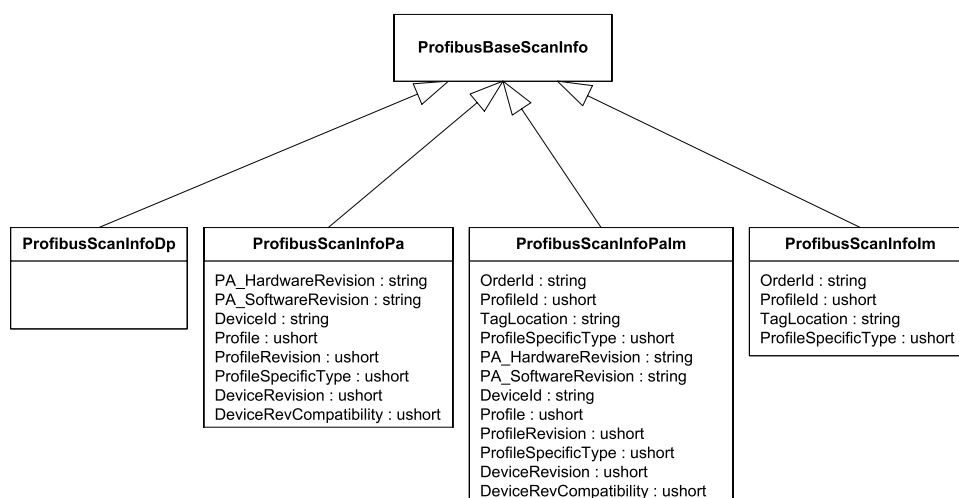 ProfibusBaseScanInfo
ProfibusScanInfoDp
ProfibusScanInfoPa
PA_HardwareRevision : string
PA_SoftwareRevision : string
DeviceId : string
Profile : ushort
ProfileRevision : ushort
ProfileSpecificType : ushort
DeviceRevision : ushort
DeviceRevCompatibility : ushort
ProfibusScanInfoPaIm
OrderId : string
ProfileId : ushort
TagLocation : string
ProfileSpecificType : ushort
PA_HardwareRevision : string
PA_SoftwareRevision : string
DeviceId : string
Profile : ushort
ProfileRevision : ushort
ProfileSpecificType : ushort
DeviceRevision : ushort
DeviceRevCompatibility : ushort
ProfibusScanInfoIm
OrderId : string
ProfileId : ushort
TagLocation : string
ProfileSpecificType : ushort